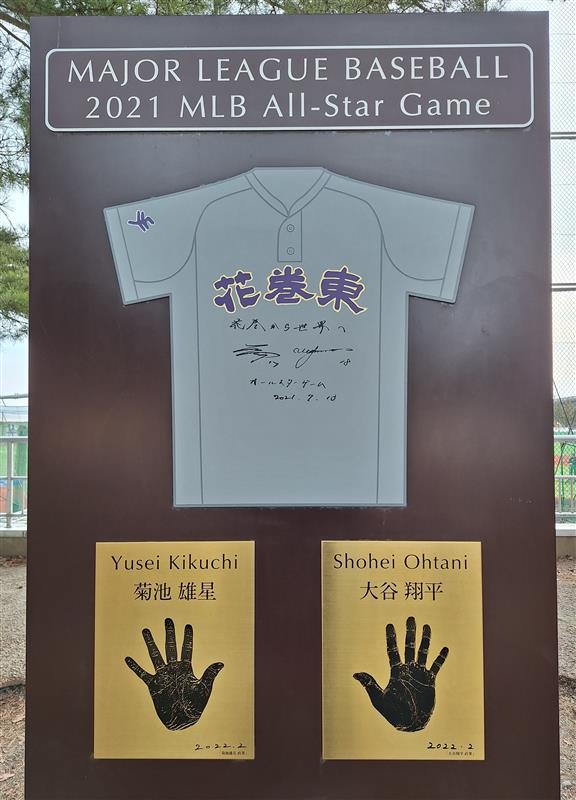 MAJOR LEAGUE BASEBALL
2021 MLB All-Star Game
花巻東
花巻から世界へ
17
18
オールスターゲーム
2021.7.13
Yusei Kikuchi
菊池 雄星
2022.2
Shohei Ohtani
大谷 翔平
2022.2